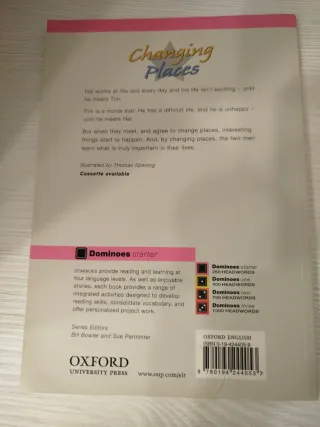 Changing
Places
Hal works at the zoo every day and his life isn't exciting – until
he meets Tim.
Tim is a movie star. He has a difficult life, and he is unhappy –
until he meets Hal.
But when they meet, and agree to change places, interesting
things start to happen. And, by changing places, the two men
learn what is truly important in their lives.
Illustrated by Thomas Sperling
Cassette available
Dominoes starter
DOMINOES provide reading and learning at
four language levels. As well as enjoyable
stories, each book provides a range of
integrated activities designed to develop
reading skills, consolidate vocabulary, and
offer personalized project work.
Series Editors
Bill Bowler and Sue Parminter
Dominoes starter
250 HEADWORDS
Dominoes one
400 HEADWORDS
Dominoes two
700 HEADWORDS
Dominoes three
1000 HEADWORDS
OXFORD
UNIVERSITY PRESS
www.oup.com/elt
OXFORD ENGLISH